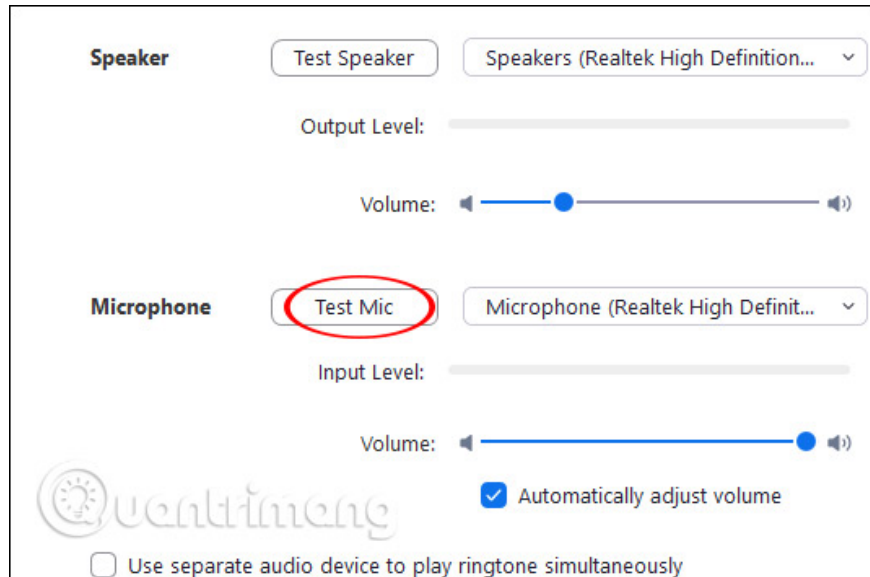 Speaker Test Speaker Speakers (Realtek High Definition...
Output Level:
Volume:
Microphone Test Mic Microphone (Realtek High Definit...
Input Level:
Volume:
Automatically adjust volume
Quantrimang
Use separate audio device to play ringtone simultaneously